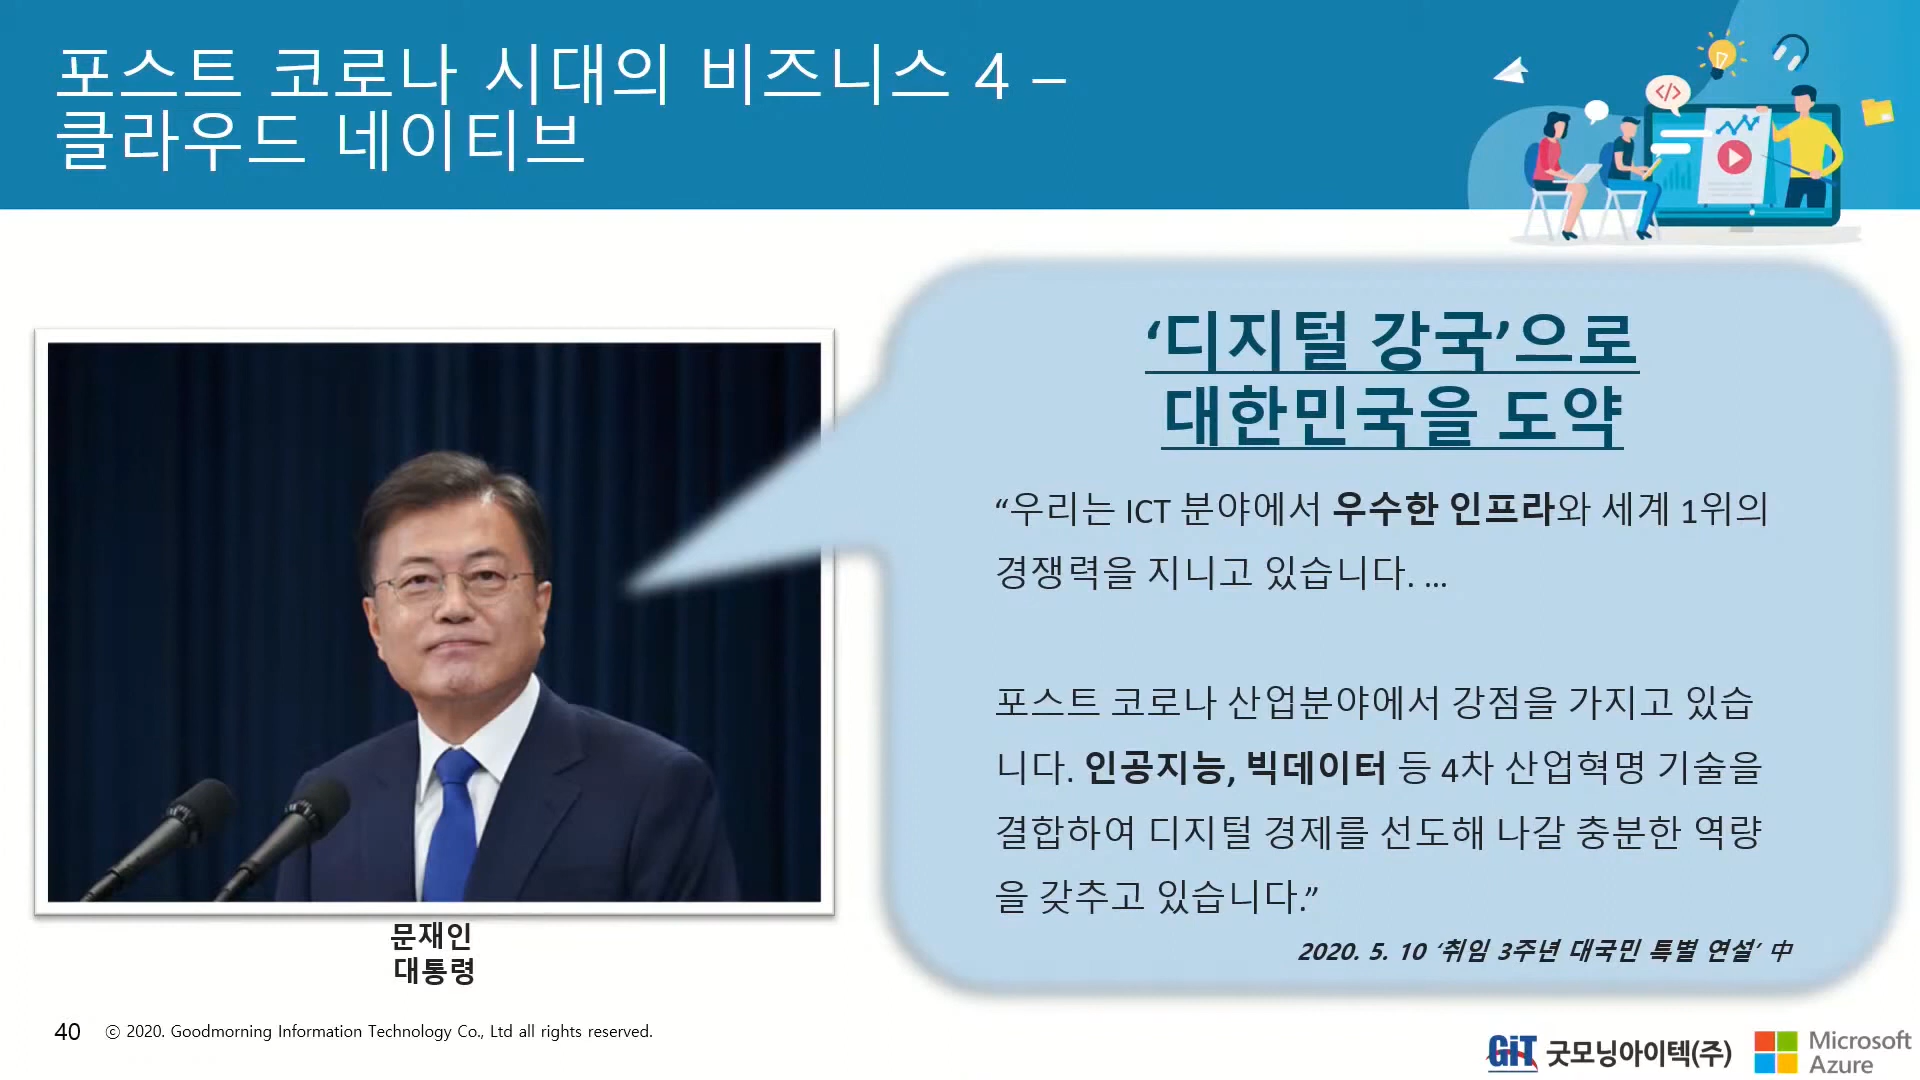 포스트 코로나 시대의 비즈니스 4 –
클라우드 네이티브
</>
‘디지털 강국’으로
대한민국을 도약
“우리는 ICT 분야에서 우수한 인프라와 세계 1위의
경쟁력을 지니고 있습니다. ...
포스트 코로나 산업분야에서 강점을 가지고 있습
니다. 인공지능, 빅데이터 등 4차 산업혁명 기술을
결합하여 디지털 경제를 선도해 나갈 충분한 역량
을 갖추고 있습니다.”
2020. 5. 10 ‘취임 3주년 대국민 특별 연설’ 中
문재인
대통령
40 ⓒ 2020. Goodmorning Information Technology Co., Ltd all rights reserved.
GiT 굿모닝아이텍(주)
Microsoft
Azure